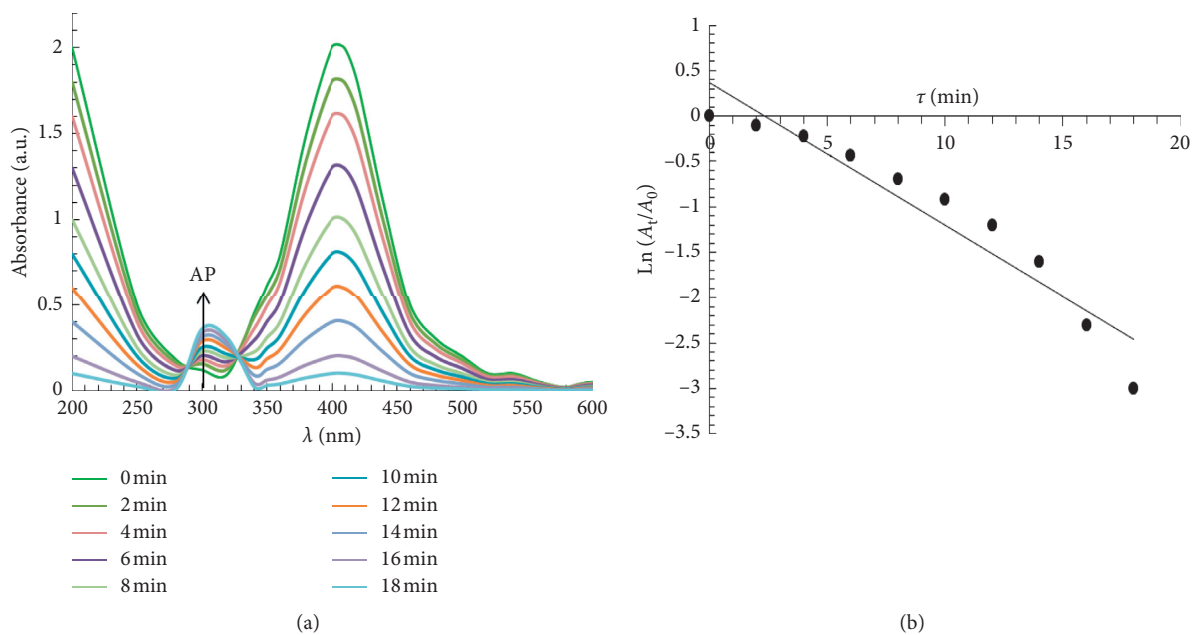 2
1.5
1
0.5
0
Absorbance (a.u.)
AP
200 250 300 350 400 450 500 550 600
λ (nm)
0 min
2 min
4 min
6 min
8 min
10 min
12 min
14 min
16 min
18 min
(a)
1
0.5
0
−0.5
−1
−1.5
−2
−2.5
−3
−3.5
Ln (At/A0)
τ (min)
0 5 10 15 20
(b)